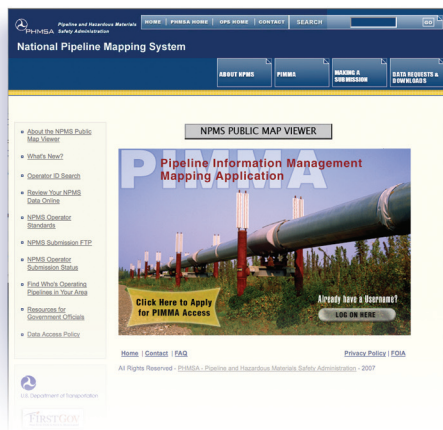 HOME | PHMSA HOME | OPS HOME | CONTACT
SEARCH
GO
PHMSA
Pipeline and Hazardous Materials
Safety Administration
National Pipeline Mapping System
ABOUT NPMS
PIMMA
MAKING A
SUBMISSION
DATA REQUESTS &
DOWNLOADS
About the NPMS Public
Map Viewer
What's New?
Operator ID Search
Review Your NPMS
Data Online
NPMS Operator
Standards
NPMS Submission FTP
NPMS Operator
Submission Status
Find Who's Operating
Pipelines in Your Area
Resources for
Government Officials
Data Access Policy
U.S. Department of Transportation
FIRSTGOV
NPMS PUBLIC MAP VIEWER
PIMMA
Pipeline Information Management
Mapping Application
Click Here to Apply
for PIMMA Access
Already have a Username?
LOG ON HERE
Home | Contact | FAQ
Privacy Policy | FOIA
All Rights Reserved - PHMSA - Pipeline and Hazardous Materials Safety Administration - 2007